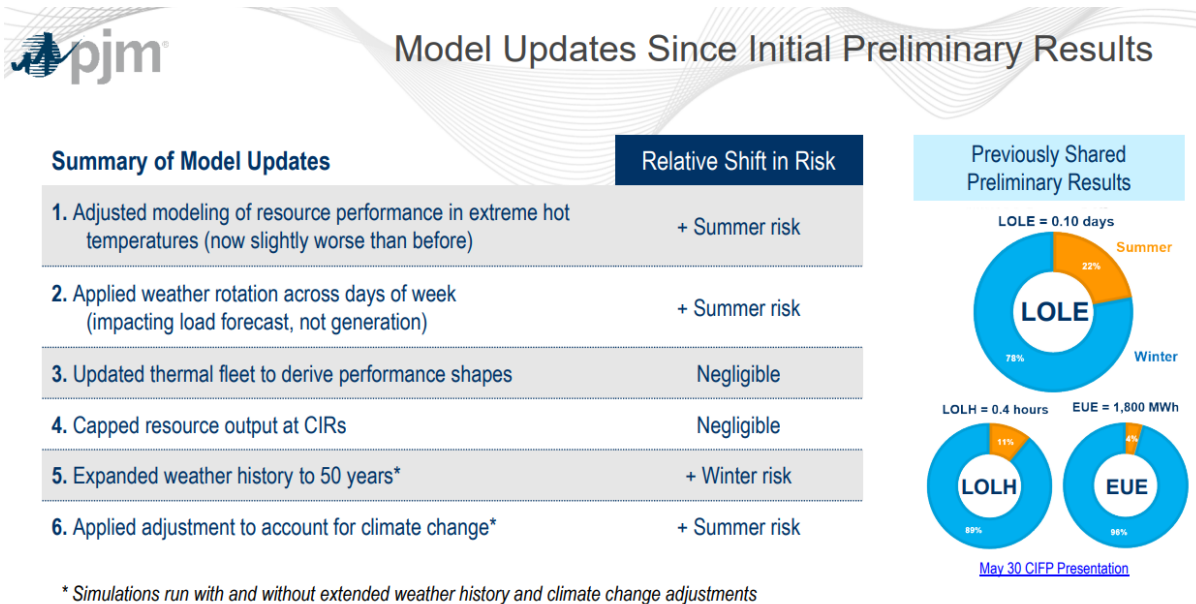 pjm
Model Updates Since Initial Preliminary Results
Summary of Model Updates
Relative Shift in Risk
1. Adjusted modeling of resource performance in extreme hot
temperatures (now slightly worse than before)
+ Summer risk
2. Applied weather rotation across days of week
(impacting load forecast, not generation)
+ Summer risk
3. Updated thermal fleet to derive performance shapes
Negligible
4. Capped resource output at CIRs
Negligible
5. Expanded weather history to 50 years*
+ Winter risk
6. Applied adjustment to account for climate change*
+ Summer risk
* Simulations run with and without extended weather history and climate change adjustments
Previously Shared
Preliminary Results
LOLE = 0.10 days
Summer
22%
LOLE
78%
Winter
LOLH = 0.4 hours
11%
LOLH
89%
EUE = 1,800 MWh
4%
EUE
96%
May 30 CIFP Presentation